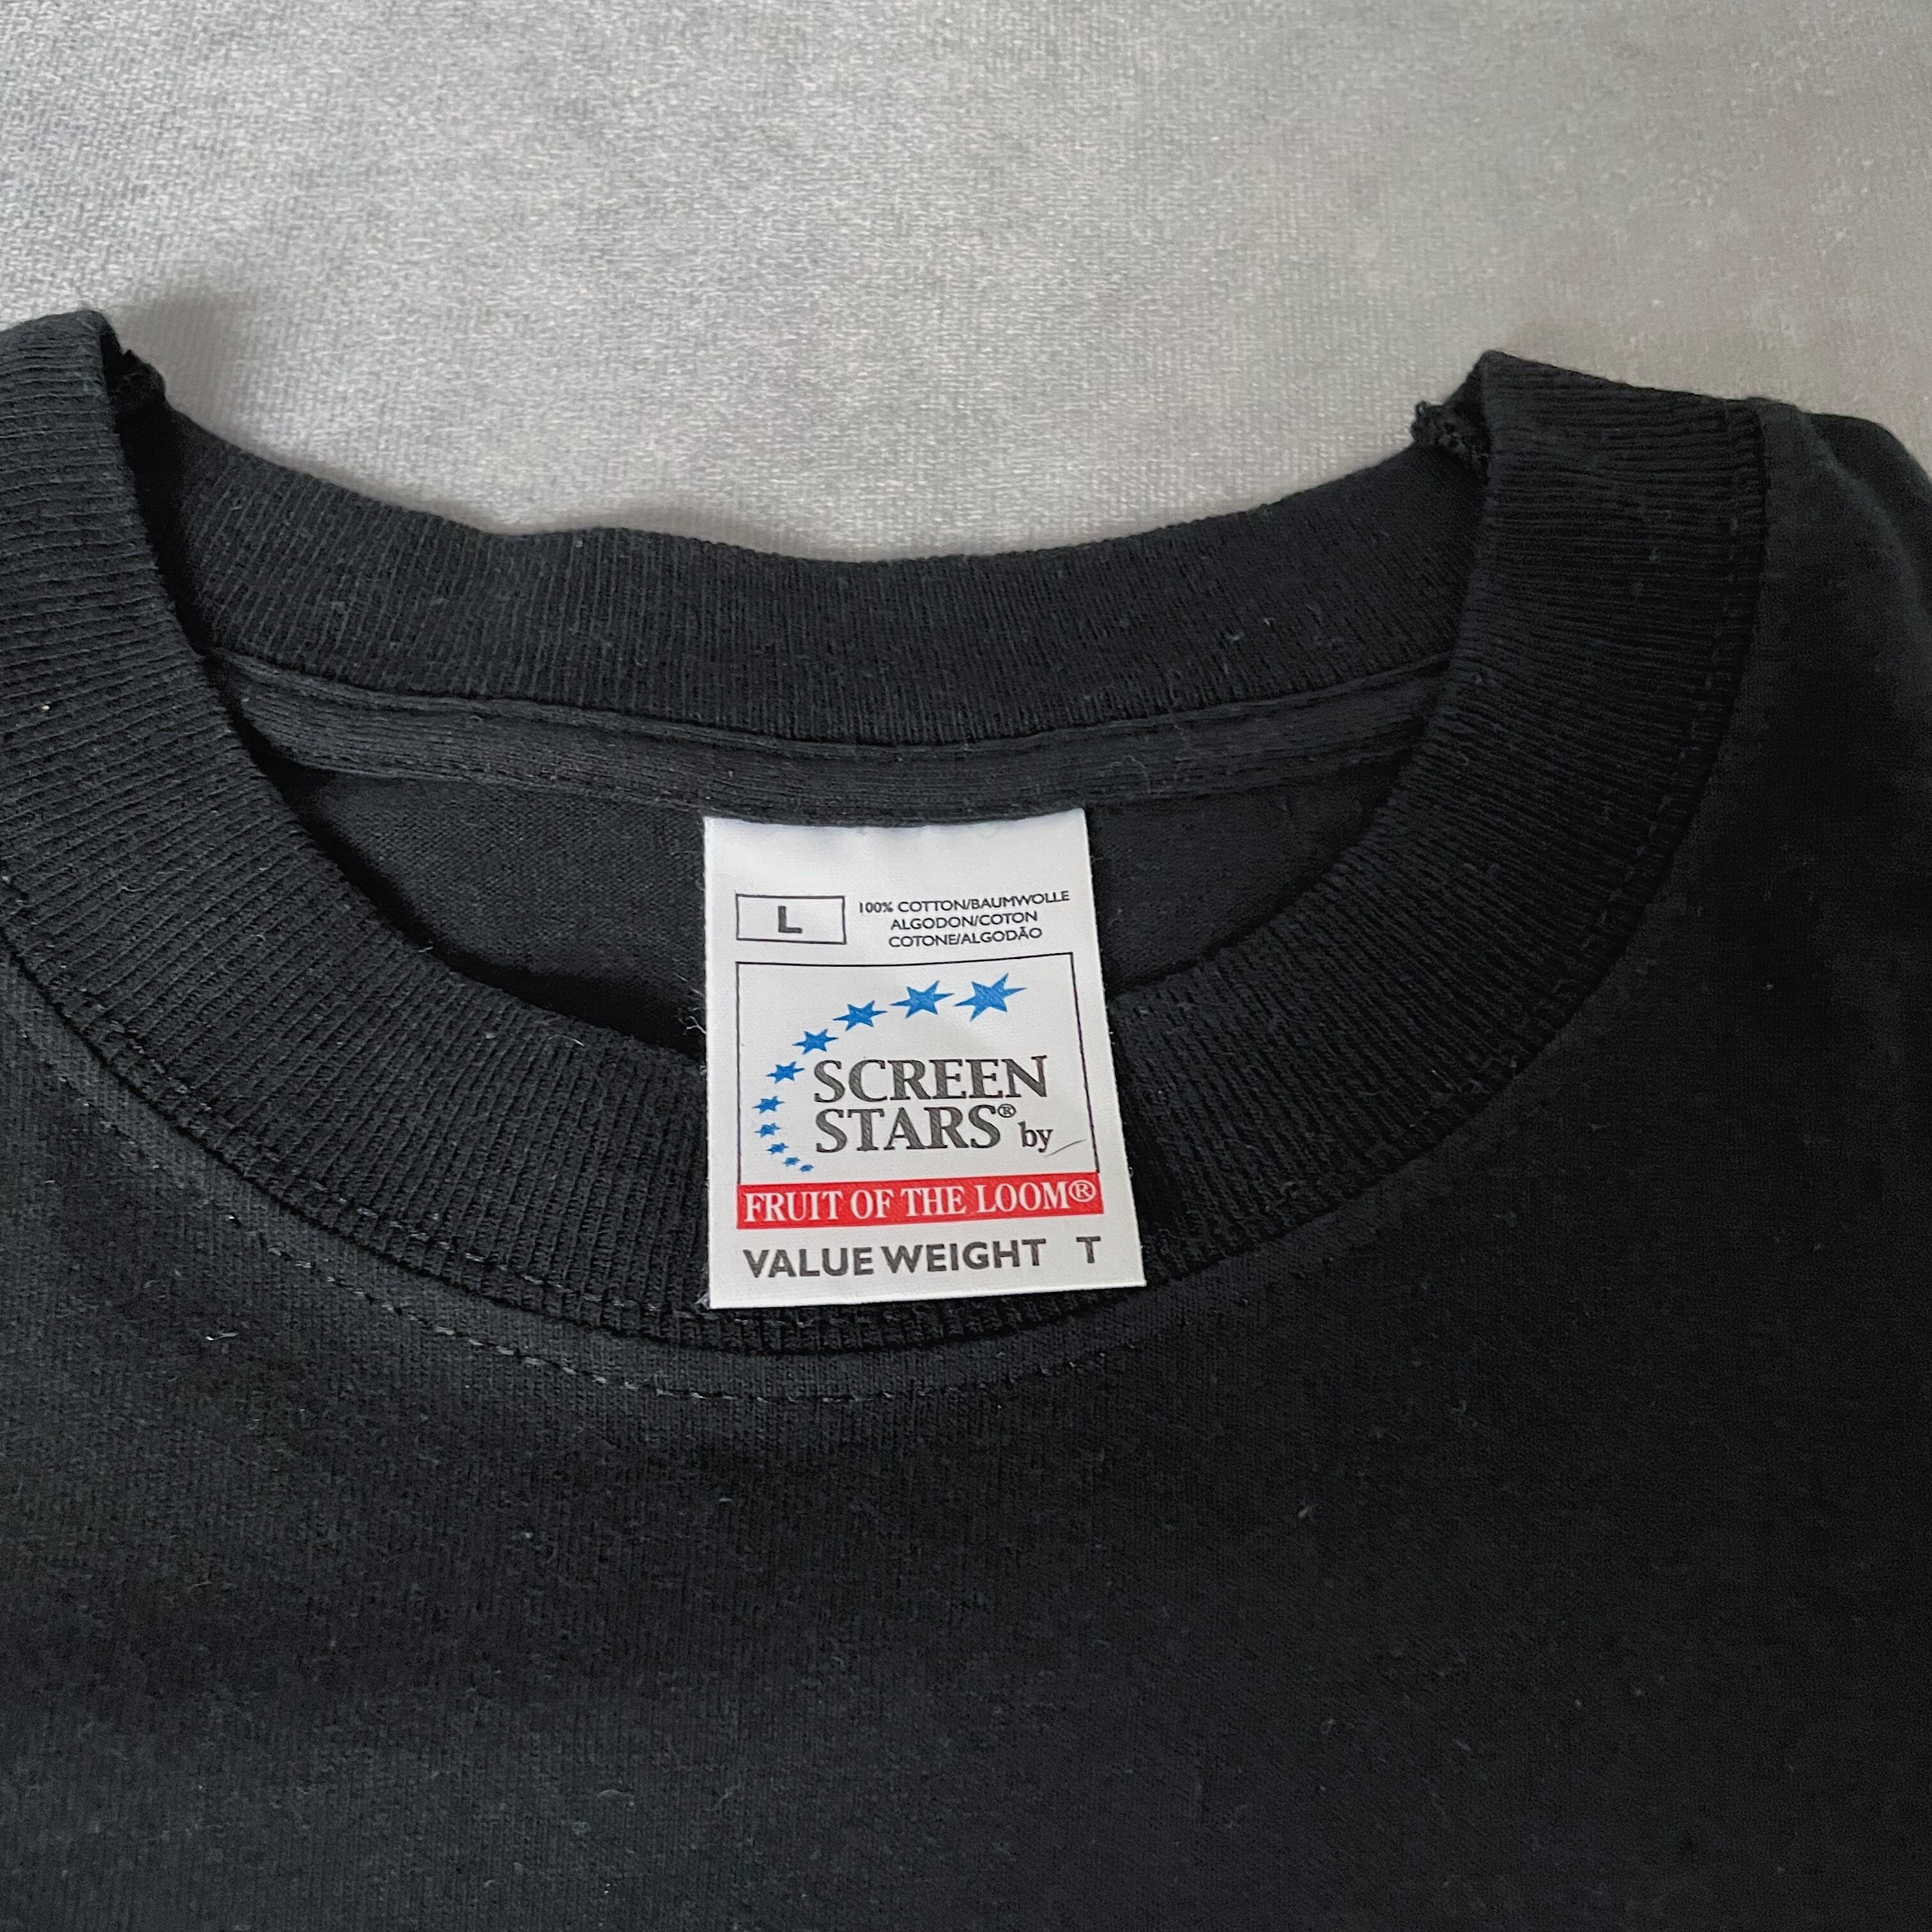 L
100% COTTON/BAUMWOLLE
ALGODON/COTON
COTONE/ALGODÃO
SCREEN
STARS® by
FRUIT OF THE LOOM®
VALUE WEIGHT T